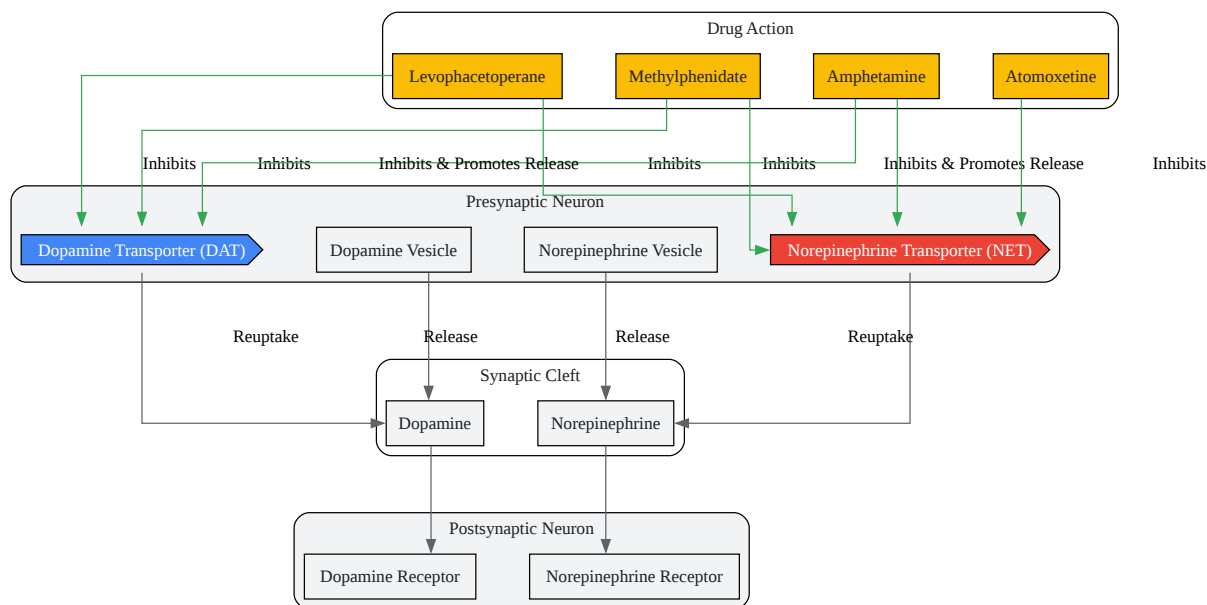 Drug Action
Levophacetoperane
Methylphenidate
Amphetamine
Atomoxetine
Inhibits
Inhibits
Inhibits & Promotes Release
Inhibits
Inhibits
Inhibits & Promotes Release
Inhibits
Presynaptic Neuron
Dopamine Transporter (DAT)
Dopamine Vesicle
Norepinephrine Vesicle
Norepinephrine Transporter (NET)
Reuptake
Release
Release
Reuptake
Synaptic Cleft
Dopamine
Norepinephrine
Postsynaptic Neuron
Dopamine Receptor
Norepinephrine Receptor